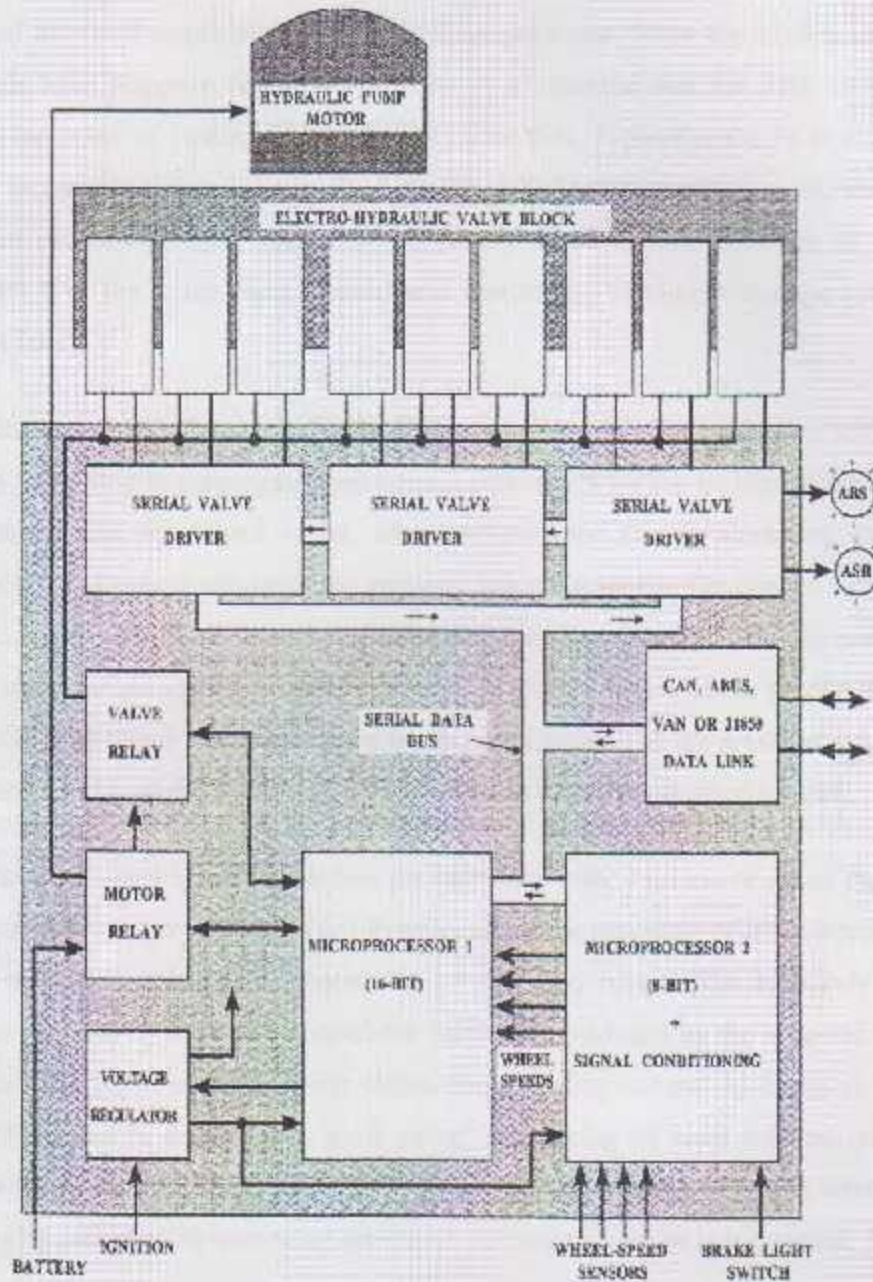 HYDRAULIC PUMP
MOTOR
ELECTRO-HYDRAULIC VALVE BLOCK
SERIAL VALVE
DRIVER
SERIAL VALVE
DRIVER
SERIAL VALVE
DRIVER
ABS
ASR
VALVE
RELAY
SERIAL DATA
BUS
CAN, ABUS,
VAN OR J1850
DATA LINK
MOTOR
RELAY
MICROPROCESSOR 1
(16-BIT)
MICROPROCESSOR 2
(8-BIT)
+
SIGNAL CONDITIONING
WHEEL
SPEEDS
VOLTAGE
REGULATOR
IGNITION
BATTERY
WHEEL-SPEED
SENSORS
BRAKE LIGHT
SWITCH